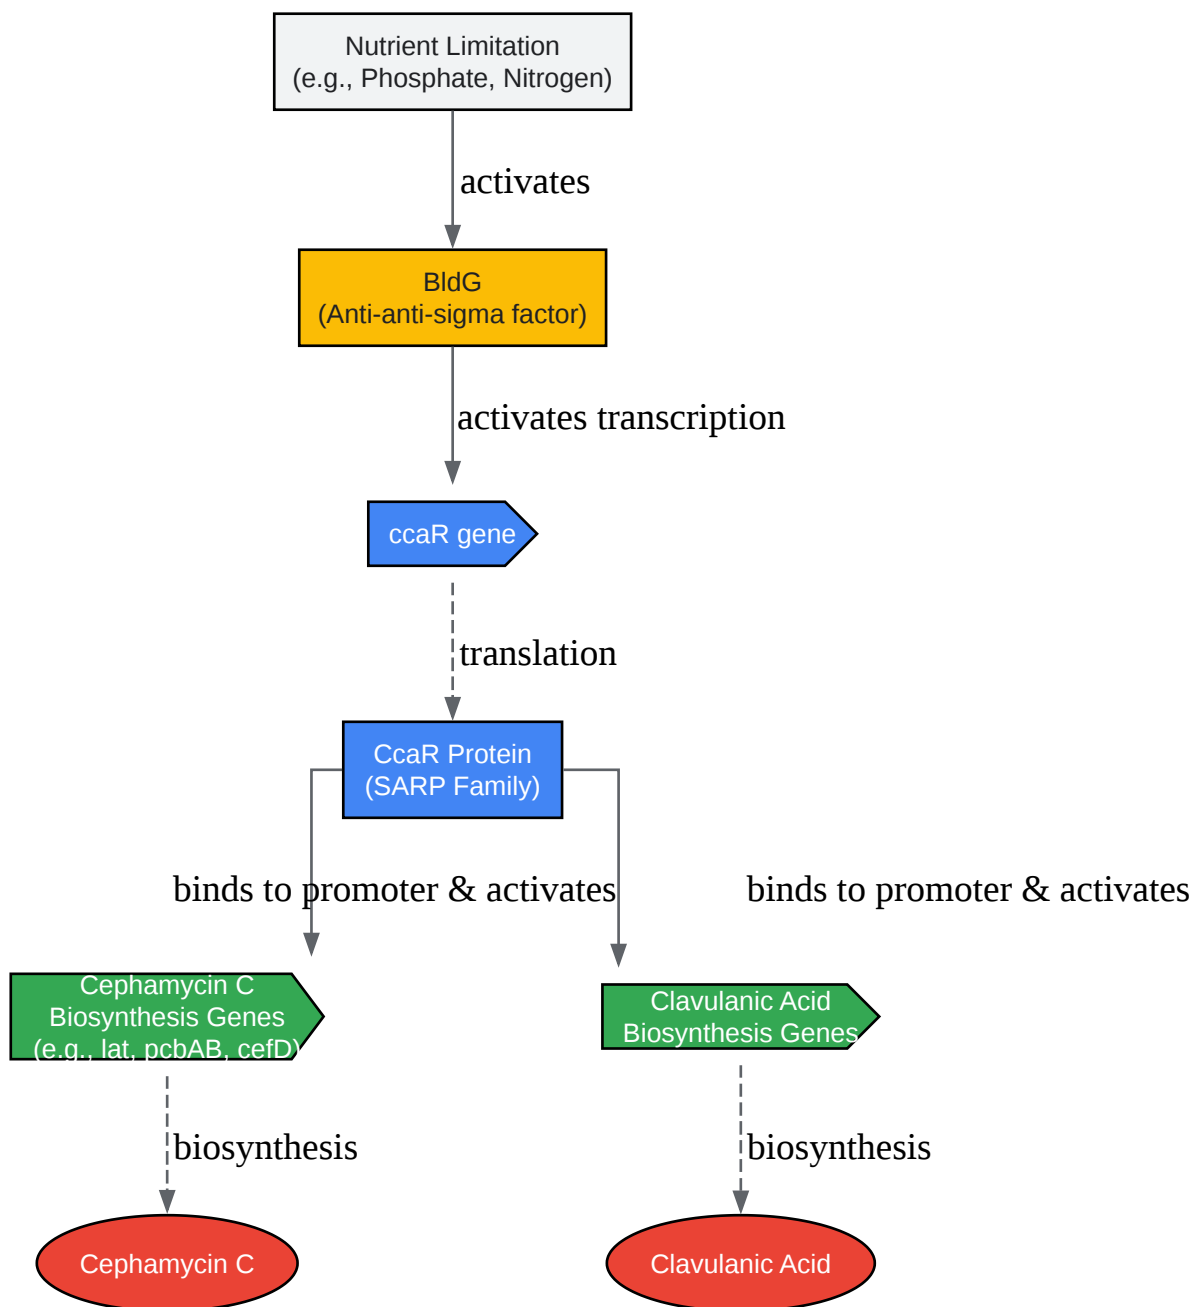 Nutrient Limitation
(e.g., Phosphate, Nitrogen)
activates
BldG
(Anti-anti-sigma factor)
activates transcription
ccaR gene
translation
CcaR Protein
(SARP Family)
binds to promoter & activates
binds to promoter & activates
Cephamycin C
Biosynthesis Genes
(e.g., lat, pcbAB, cefD)
Clavulanic Acid
Biosynthesis Genes
biosynthesis
biosynthesis
Cephamycin C
Clavulanic Acid